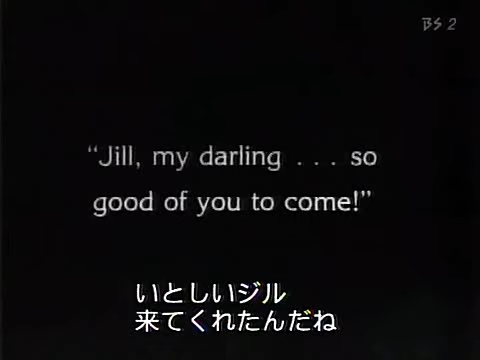 BS 2
“Jill, my darling . . . so
good of you to come!”
いとしいジル
来てくれたんだね